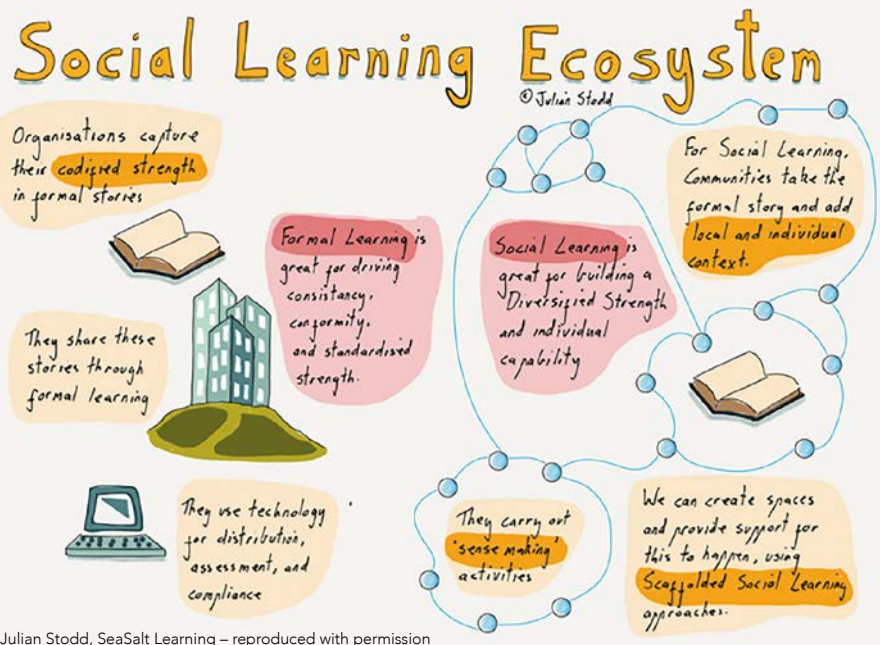 Social Learning Ecosystem
© Julian Stodd
Organisations capture
their codified strength
in formal stories
They share these
stories through
formal learning
They use technology
for distribution,
assessment, and
compliance
Formal Learning is
great for driving
consistancy,
conformity,
and standardised
strength.
Social Learning is
great for building a
Diversified Strength
and individual
capability
For Social Learning,
Communities take the
formal story and add
local and individual
context.
They carry out
'sense making'
activities
We can create spaces
and provide support for
this to happen, using
Scaffolded Social Learning
approaches.
Julian Stodd, SeaSalt Learning – reproduced with permission